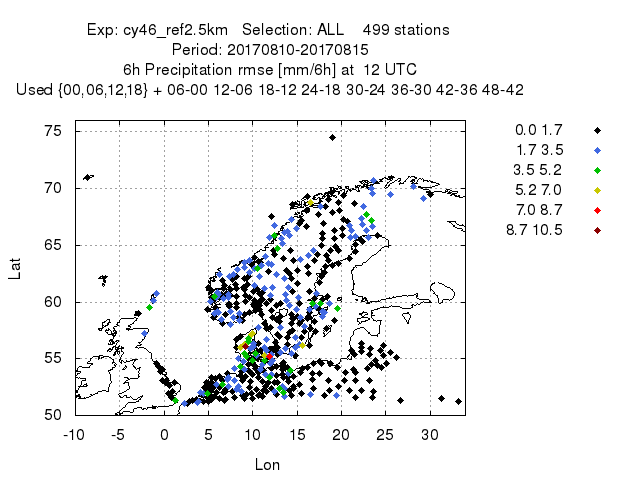 Exp: cy46_ref2.5km Selection: ALL 499 stations
Period: 20170810-20170815
6h Precipitation rmse [mm/6h] at 12 UTC
Used {00,06,12,18} + 06-00 12-06 18-12 24-18 30-24 36-30 42-36 48-42
0.0 1.7
1.7 3.5
3.5 5.2
5.2 7.0
7.0 8.7
8.7 10.5
75
70
65
60
55
50
Lat
-10 -5 0 5 10 15 20 25 30
Lon